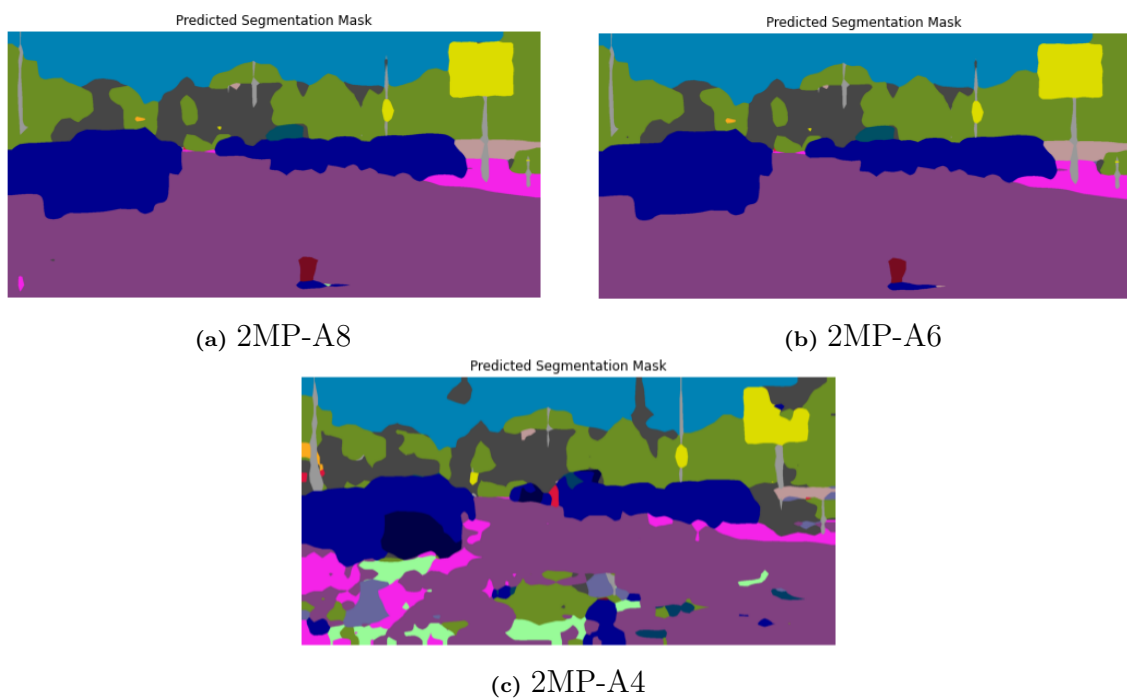 Predicted Segmentation Mask
Predicted Segmentation Mask
(a) 2MP-A8
(b) 2MP-A6
Predicted Segmentation Mask
(c) 2MP-A4